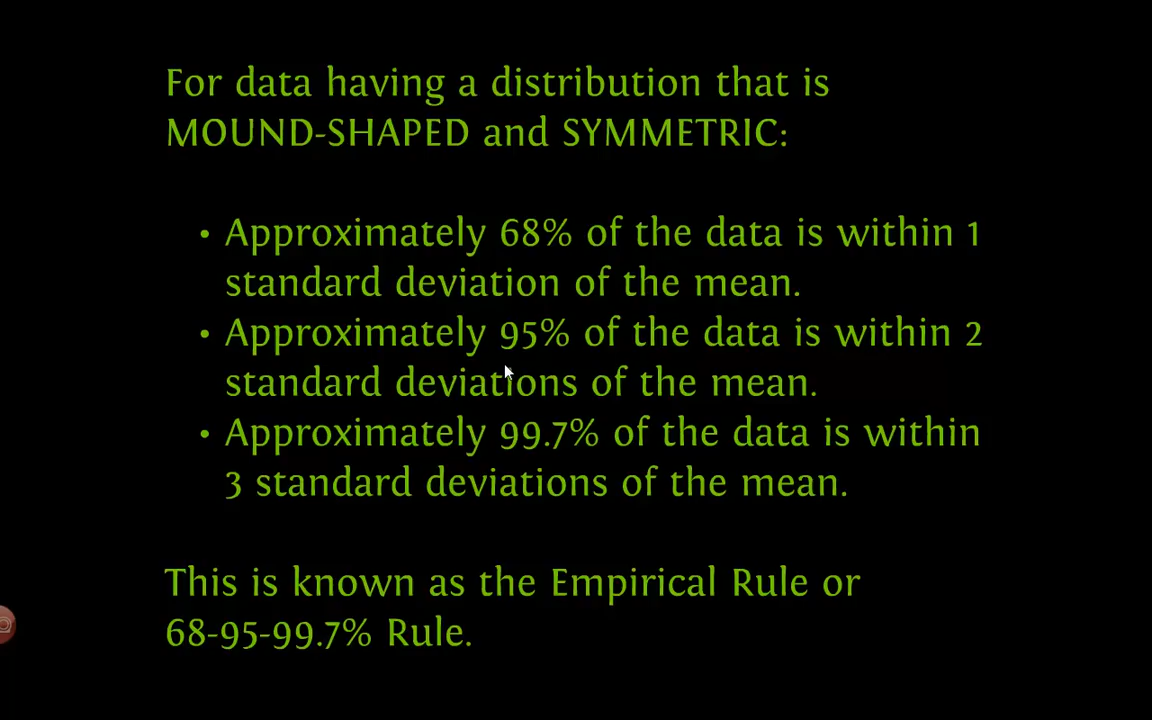 For data having a distribution that is
MOUND-SHAPED and SYMMETRIC:
• Approximately 68% of the data is within 1
standard deviation of the mean.
• Approximately 95% of the data is within 2
standard deviations of the mean.
• Approximately 99.7% of the data is within
3 standard deviations of the mean.
This is known as the Empirical Rule or
68-95-99.7% Rule.